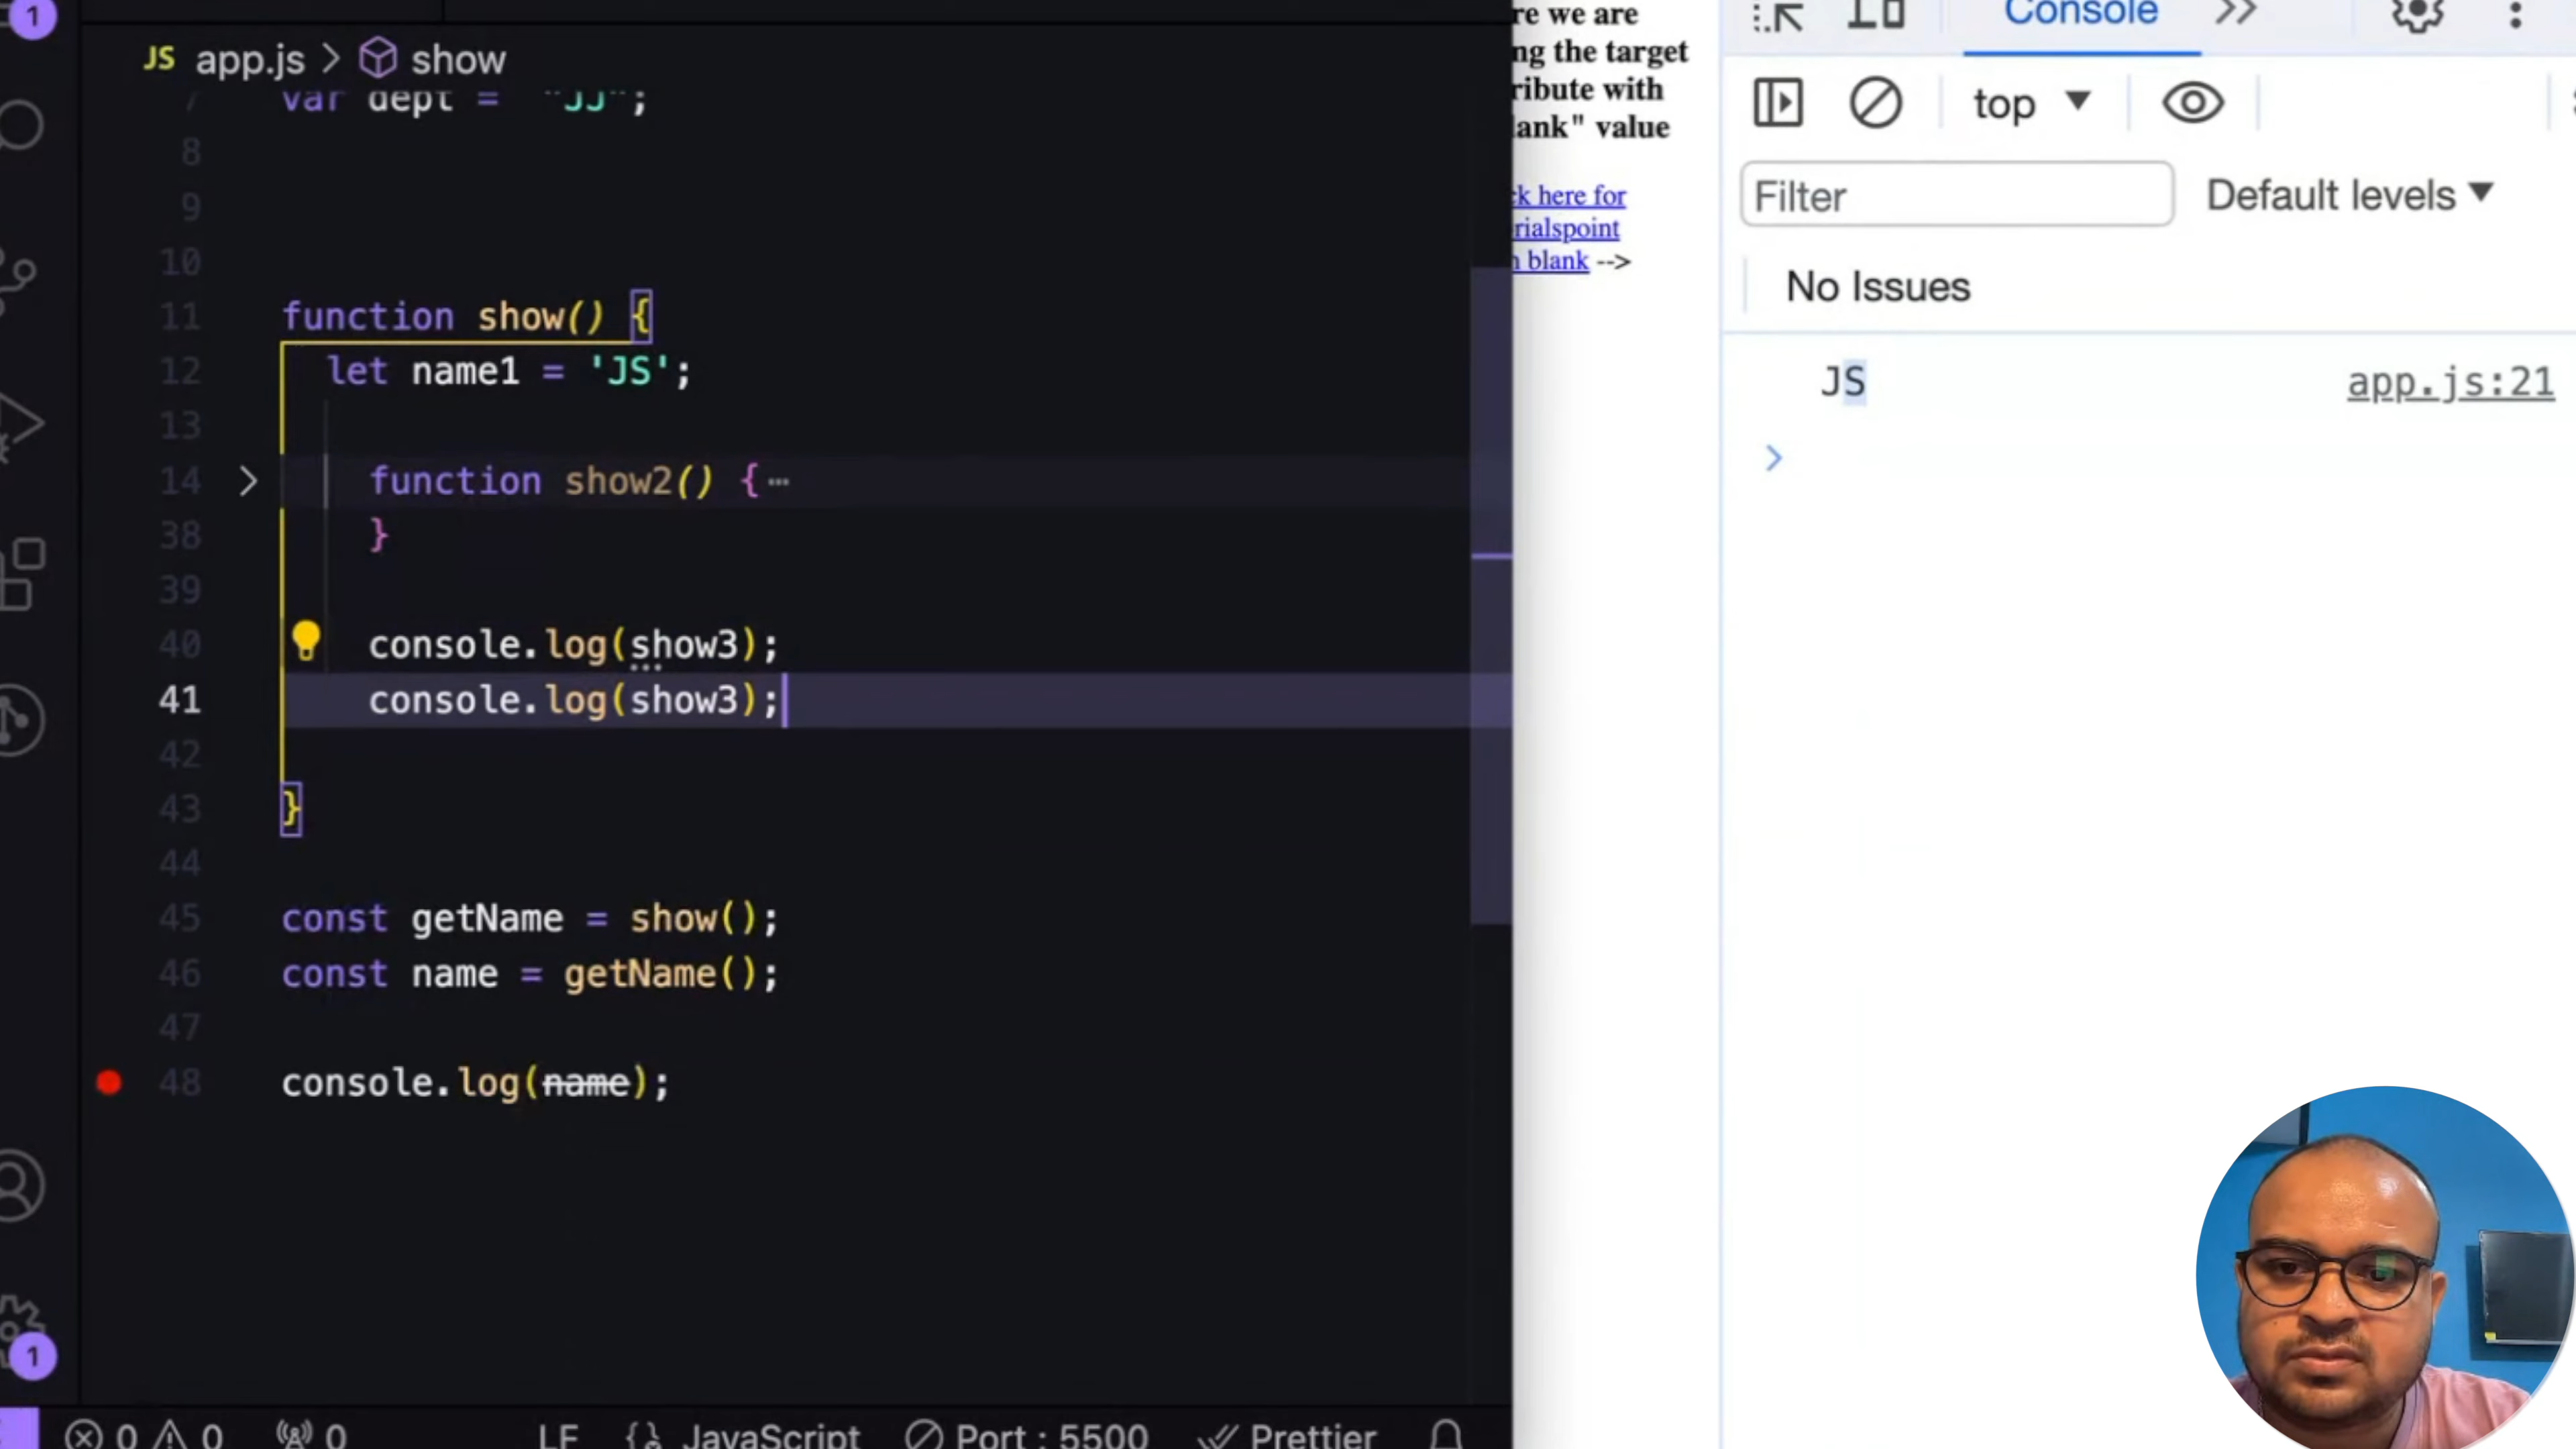 1
JS app.js > show
7 var dept = "JJ";
8
9
10
11 function show() {
12 let name1 = 'JS';
13
14 > function show2() { ⋯
38 }
39
40 console.log(show3);
41 console.log(show3);
42
43 }
44
45 const getName = show();
46 const name = getName();
47
48 console.log(name);
1
0 0 0 LF JavaScript Port : 5500 Prettier
re we are
ng the target
ribute with
lank" value
ck here for
rialspoint
blank -->
Console
top
Filter Default levels
No Issues
JS app.js:21
>